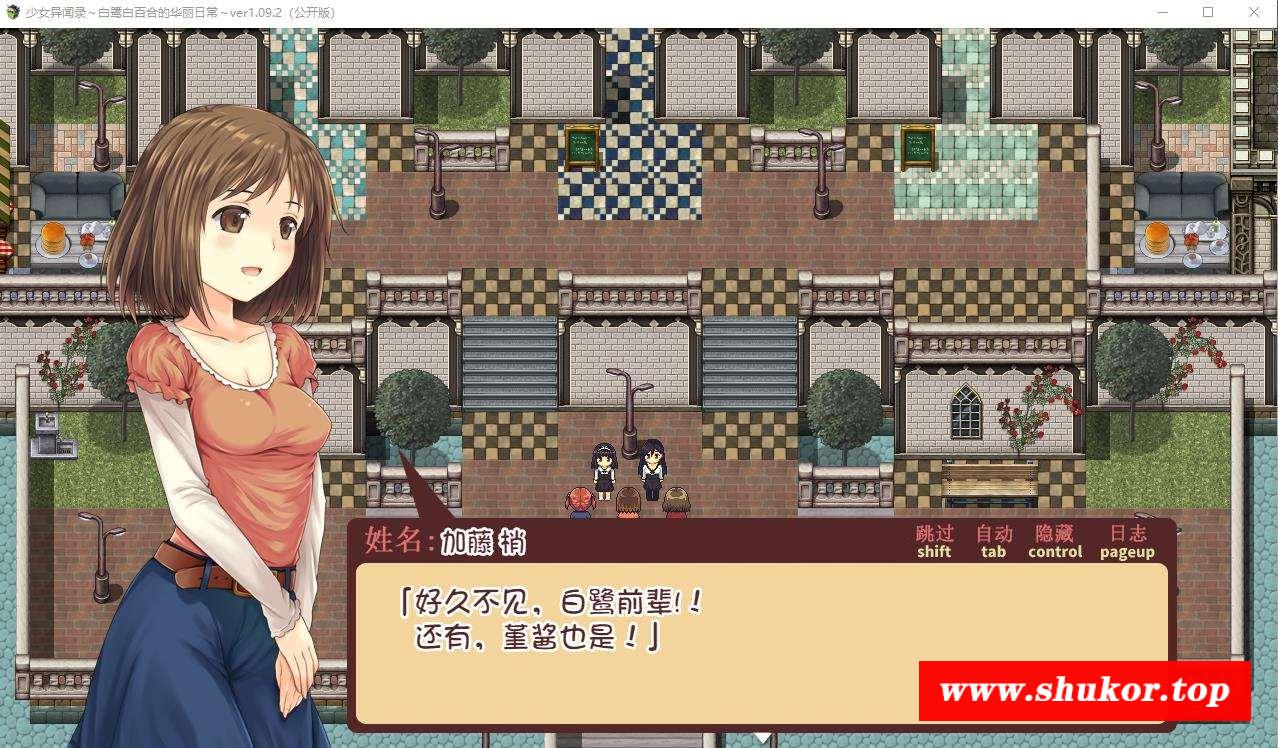 少女异闻录～白鹭白百合的华丽日常～ver1.09.2（公开版）
姓名:加藤 梢
跳过 自动 隐藏 日志
shift tab control pageup
「好久不见，白鹭前辈!！
还有，堇酱也是！」
www.shukor.top